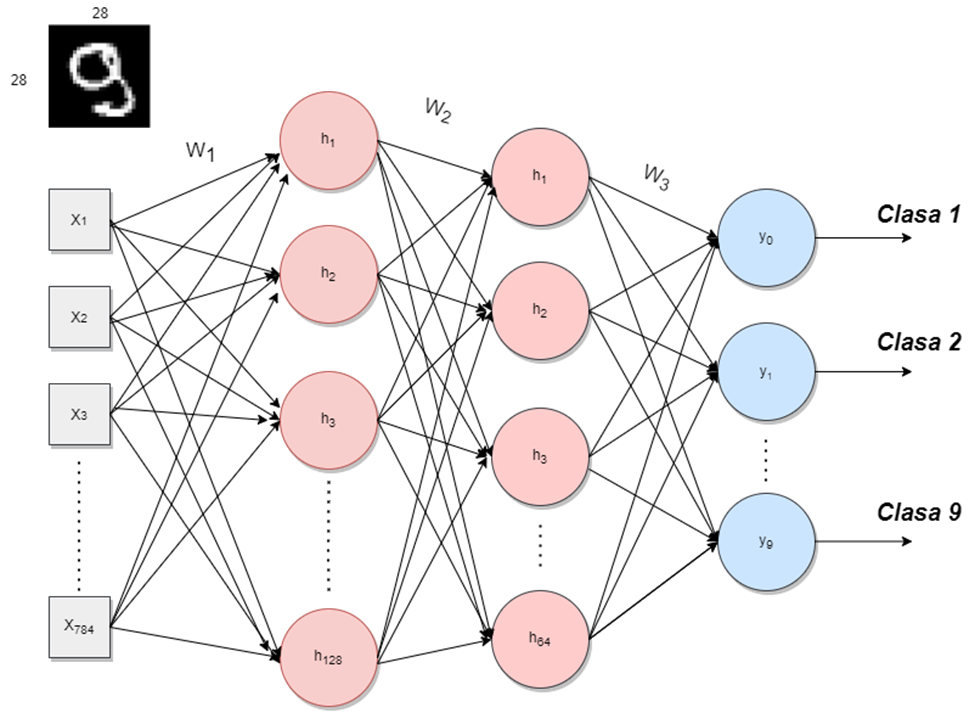 28
28
W₁
W₂
W₃
X₁
X₂
X₃
X₇₈₄
h₁
h₂
h₃
h₁₂₈
h₁
h₂
h₃
h₆₄
y₀
y₁
y₉
Clasa 1
Clasa 2
Clasa 9